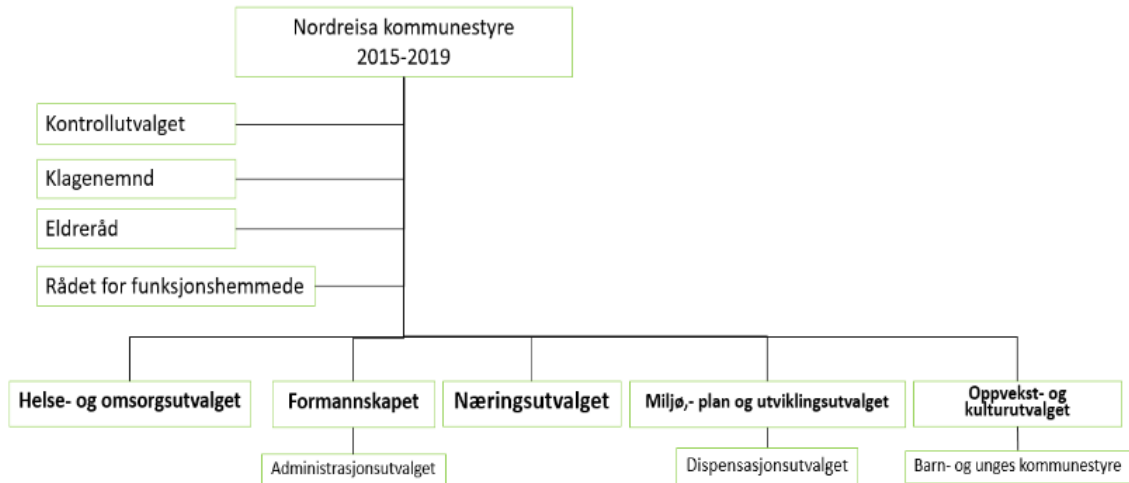 Nordreisa kommunestyre
2015-2019
Kontrollutvalget
Klagenemnd
Eldreråd
Rådet for funksjonshemmede
Helse- og omsorgsutvalget
Formannskapet
Næringsutvalget
Miljø,- plan og utviklingsutvalget
Oppvekst- og
kulturutvalget
Administrasjonsutvalget
Dispensasjonsutvalget
Barn- og unges kommunestyre